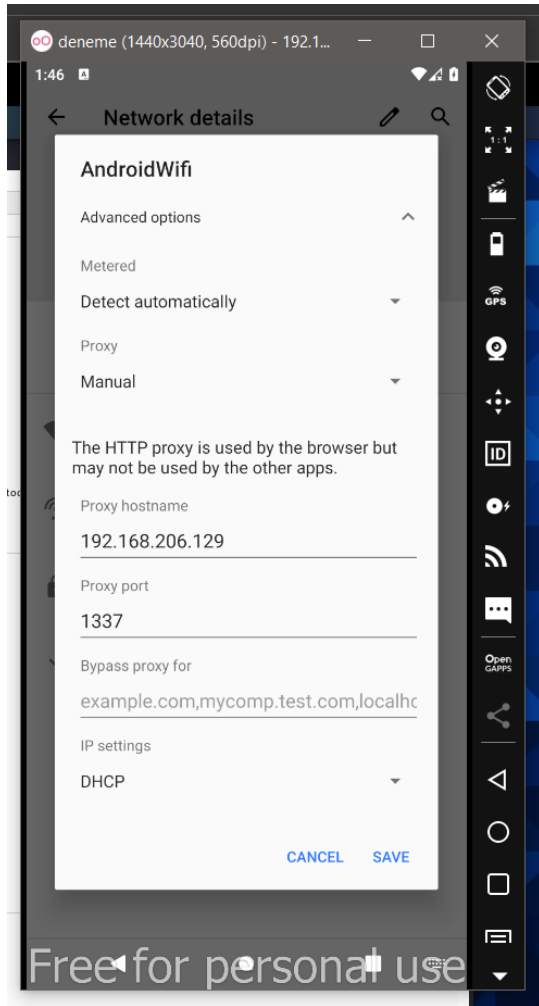 deneme (1440x3040, 560dpi) - 192.1...
1:46
Network details
1:1
AndroidWifi
Advanced options
Metered
Detect automatically
GPS
Proxy
Manual
ID
The HTTP proxy is used by the browser but
may not be used by the other apps.
Proxy hostname
192.168.206.129
Proxy port
1337
Bypass proxy for
example.com,mycomp.test.com,localhc
Open
GAPPS
IP settings
DHCP
CANCEL SAVE
Free for personal use